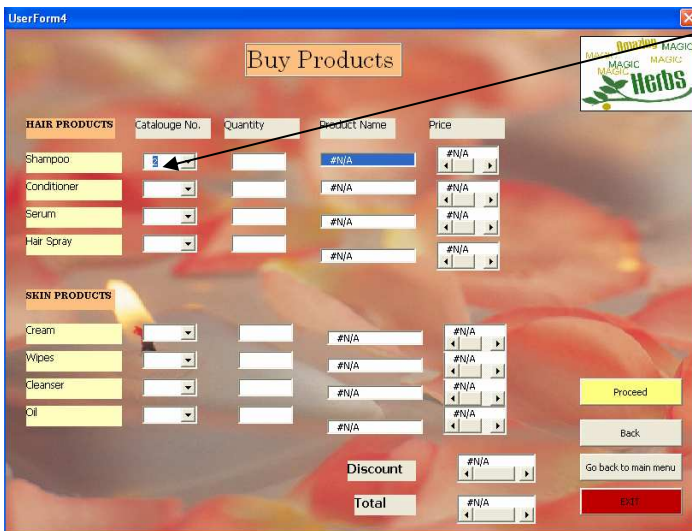 UserForm4
Buy Products
Amazing MAGIC
MAGIC MAGIC
MAGIC
Herbs
HAIR PRODUCTS Catalouge No. Quantity Product Name Price
Shampoo #N/A #N/A
Conditioner #N/A #N/A
Serum #N/A #N/A
Hair Spray #N/A #N/A
SKIN PRODUCTS
Cream #N/A #N/A
Wipes #N/A #N/A
Cleanser #N/A #N/A
Oil #N/A #N/A
Proceed
Back
Discount #N/A Go back to main menu
Total #N/A EXIT